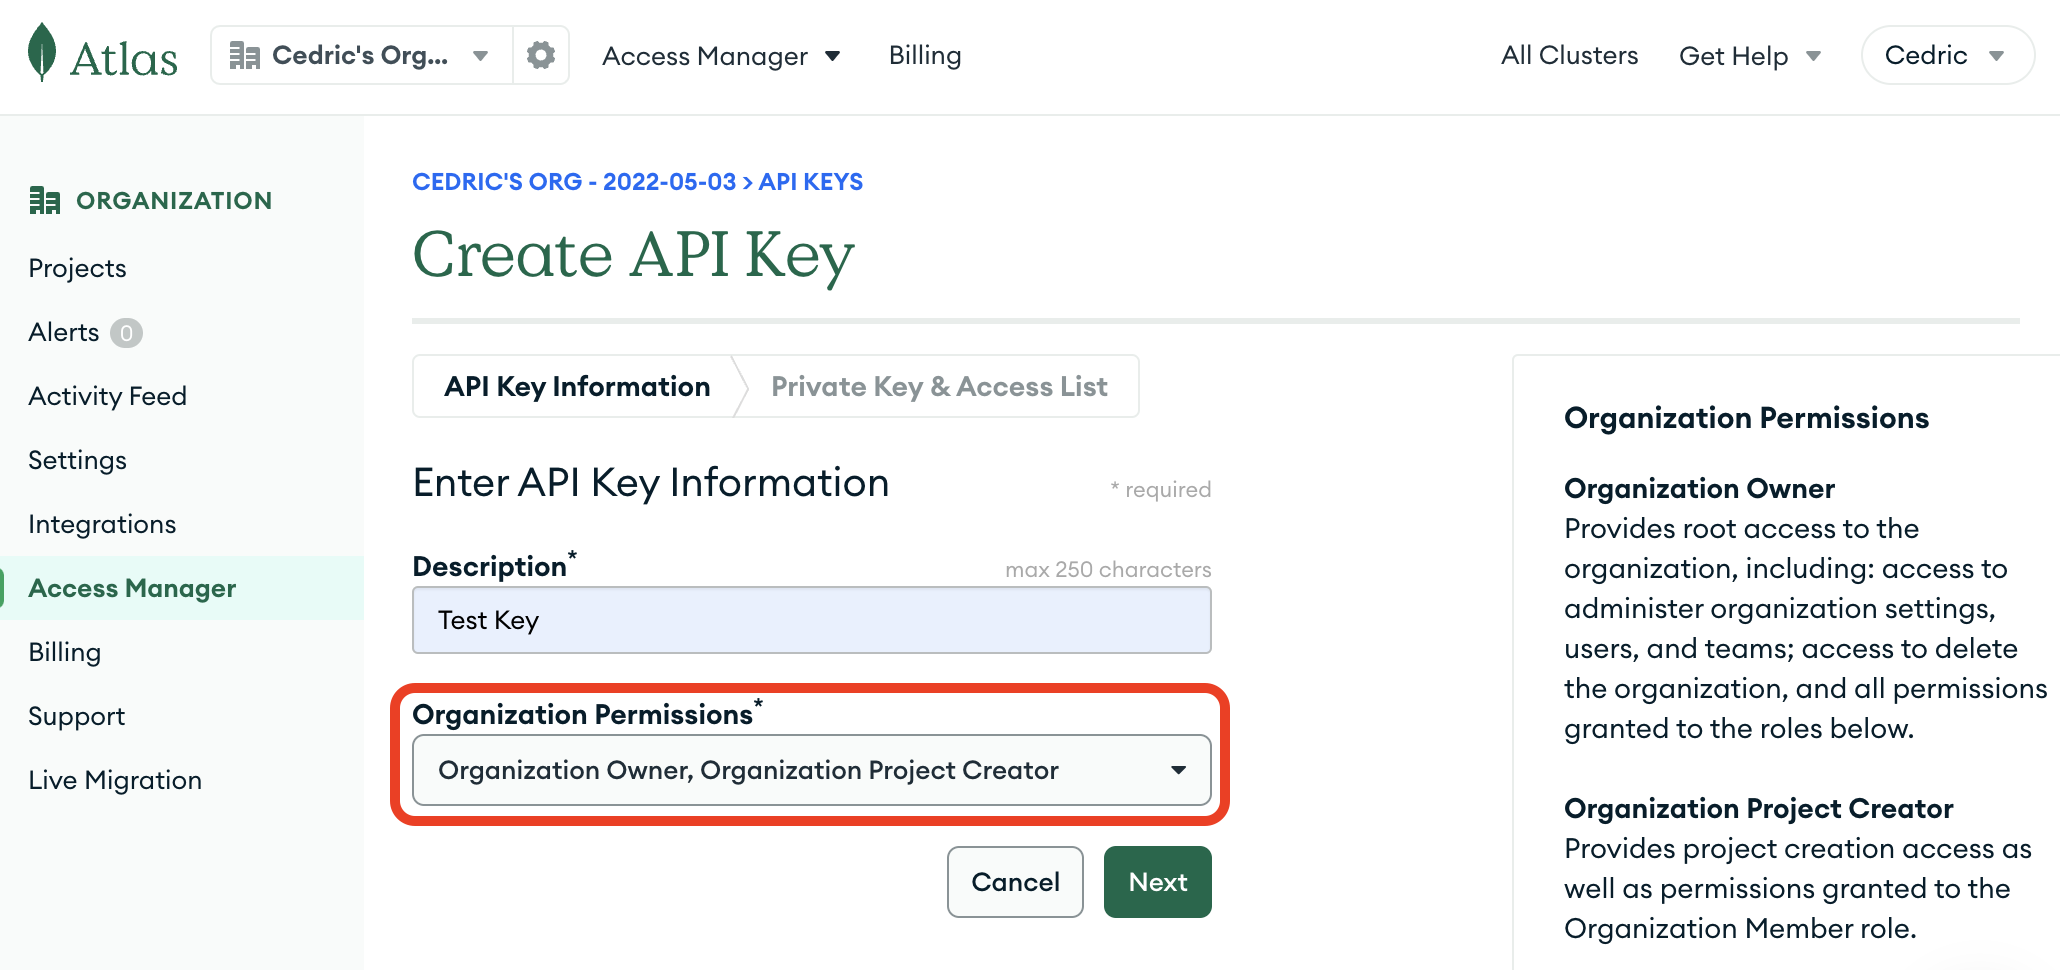 Atlas
Cedric's Org...
Access Manager
Billing
All Clusters
Get Help
Cedric
ORGANIZATION
Projects
Alerts 0
Activity Feed
Settings
Integrations
Access Manager
Billing
Support
Live Migration
CEDRIC'S ORG - 2022-05-03 > API KEYS
Create API Key
API Key Information
Private Key & Access List
Enter API Key Information
* required
Description*
max 250 characters
Test Key
Organization Permissions*
Organization Owner, Organization Project Creator
Cancel
Next
Organization Permissions
Organization Owner
Provides root access to the
organization, including: access to
administer organization settings,
users, and teams; access to delete
the organization, and all permissions
granted to the roles below.
Organization Project Creator
Provides project creation access as
well as permissions granted to the
Organization Member role.